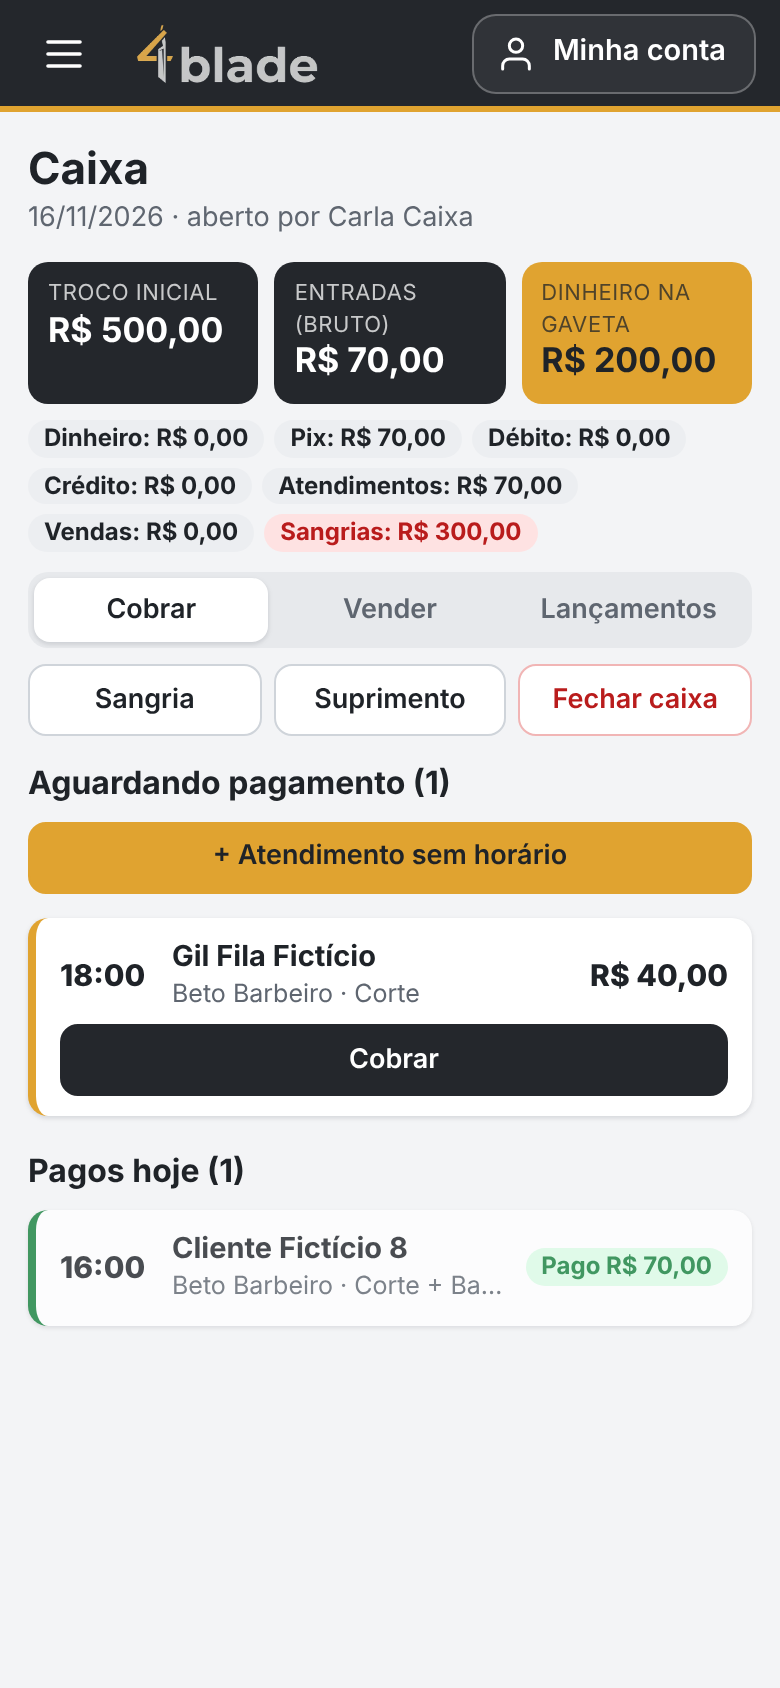 4blade
Minha conta
Caixa
16/11/2026 · aberto por Carla Caixa
TROCO INICIAL
R$ 500,00
ENTRADAS
(BRUTO)
R$ 70,00
DINHEIRO NA
GAVETA
R$ 200,00
Dinheiro: R$ 0,00
Pix: R$ 70,00
Débito: R$ 0,00
Crédito: R$ 0,00
Atendimentos: R$ 70,00
Vendas: R$ 0,00
Sangrias: R$ 300,00
Cobrar
Vender
Lançamentos
Sangria
Suprimento
Fechar caixa
Aguardando pagamento (1)
+ Atendimento sem horário
18:00
Gil Fila Fictício
Beto Barbeiro · Corte
R$ 40,00
Cobrar
Pagos hoje (1)
16:00
Cliente Fictício 8
Beto Barbeiro · Corte + Ba...
Pago R$ 70,00